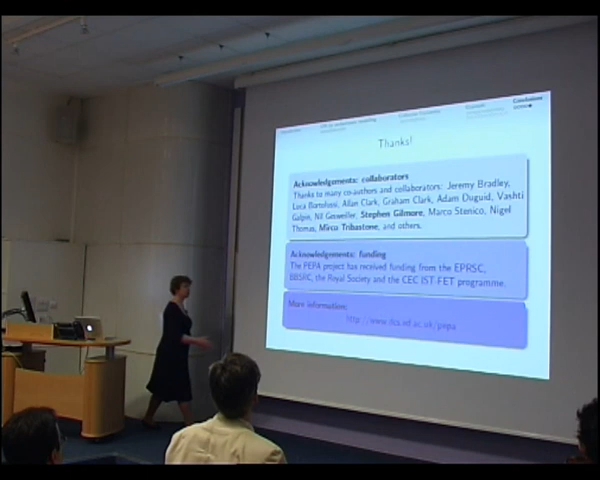 Conclusions
Thanks!
Acknowledgements: collaborators
Thanks to many co-authors and collaborators: Jeremy Bradley,
Luca Bortolussi, Allan Clark, Graham Clark, Adam Duguid, Vashti
Galpin, Nil Geisweiller, Stephen Gilmore, Marco Stenico, Nigel
Thomas, Mirco Tribastone, and others.
Acknowledgements: funding
The PEPA project has received funding from the EPRSC,
BBSRC, the Royal Society and the CEC IST-FET programme.
More information:
http://www.dcs.ed.ac.uk/pepa